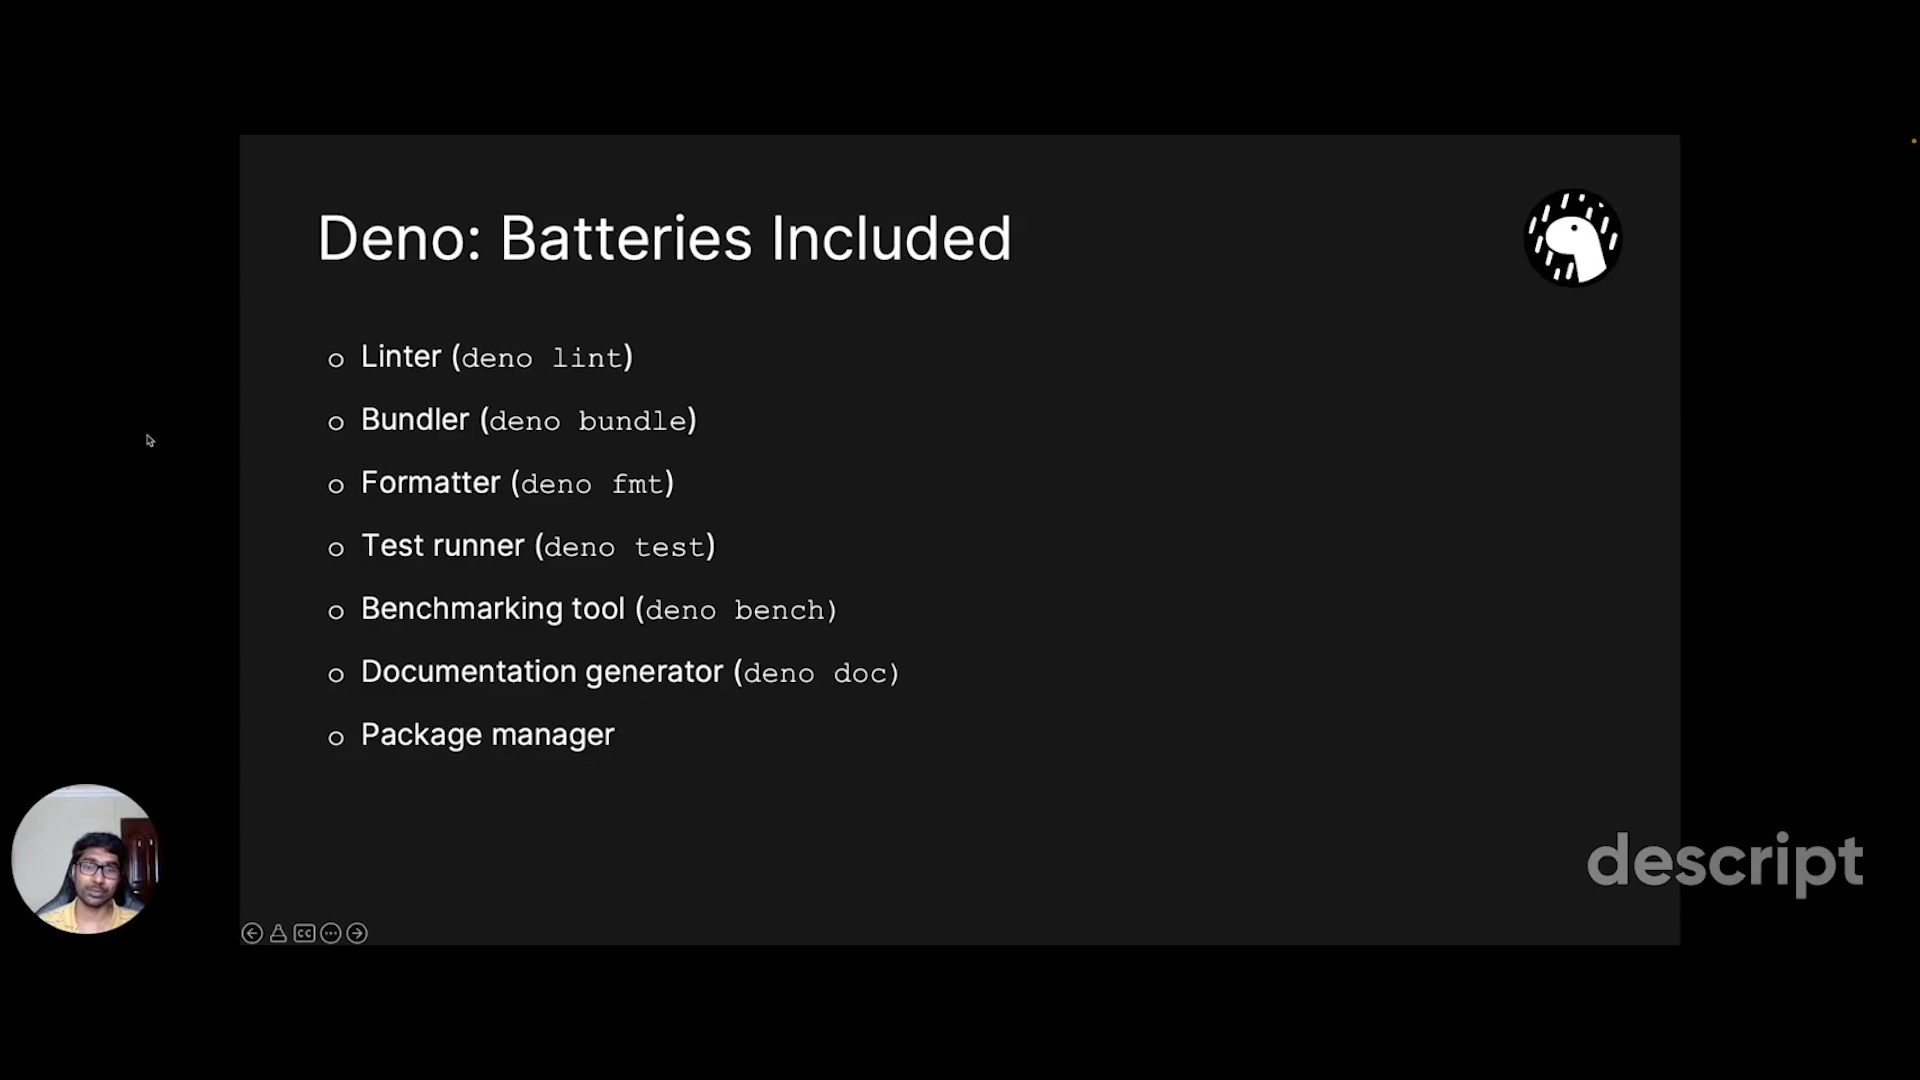 Deno: Batteries Included
Linter (deno lint)
Bundler (deno bundle)
Formatter (deno fmt)
Test runner (deno test)
Benchmarking tool (deno bench)
Documentation generator (deno doc)
Package manager
descript
CC